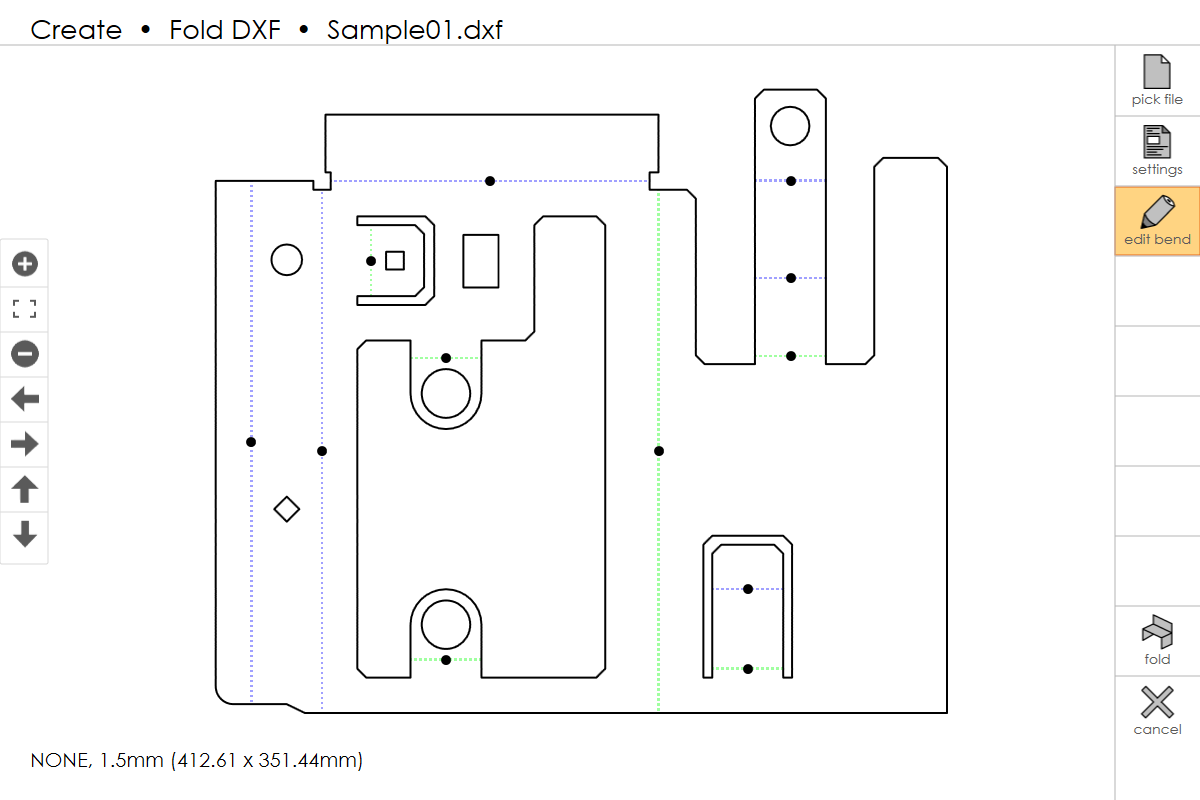 Create • Fold DXF • Sample01.dxf
pick file
settings
edit bend
fold
cancel
NONE, 1.5mm (412.61 x 351.44mm)